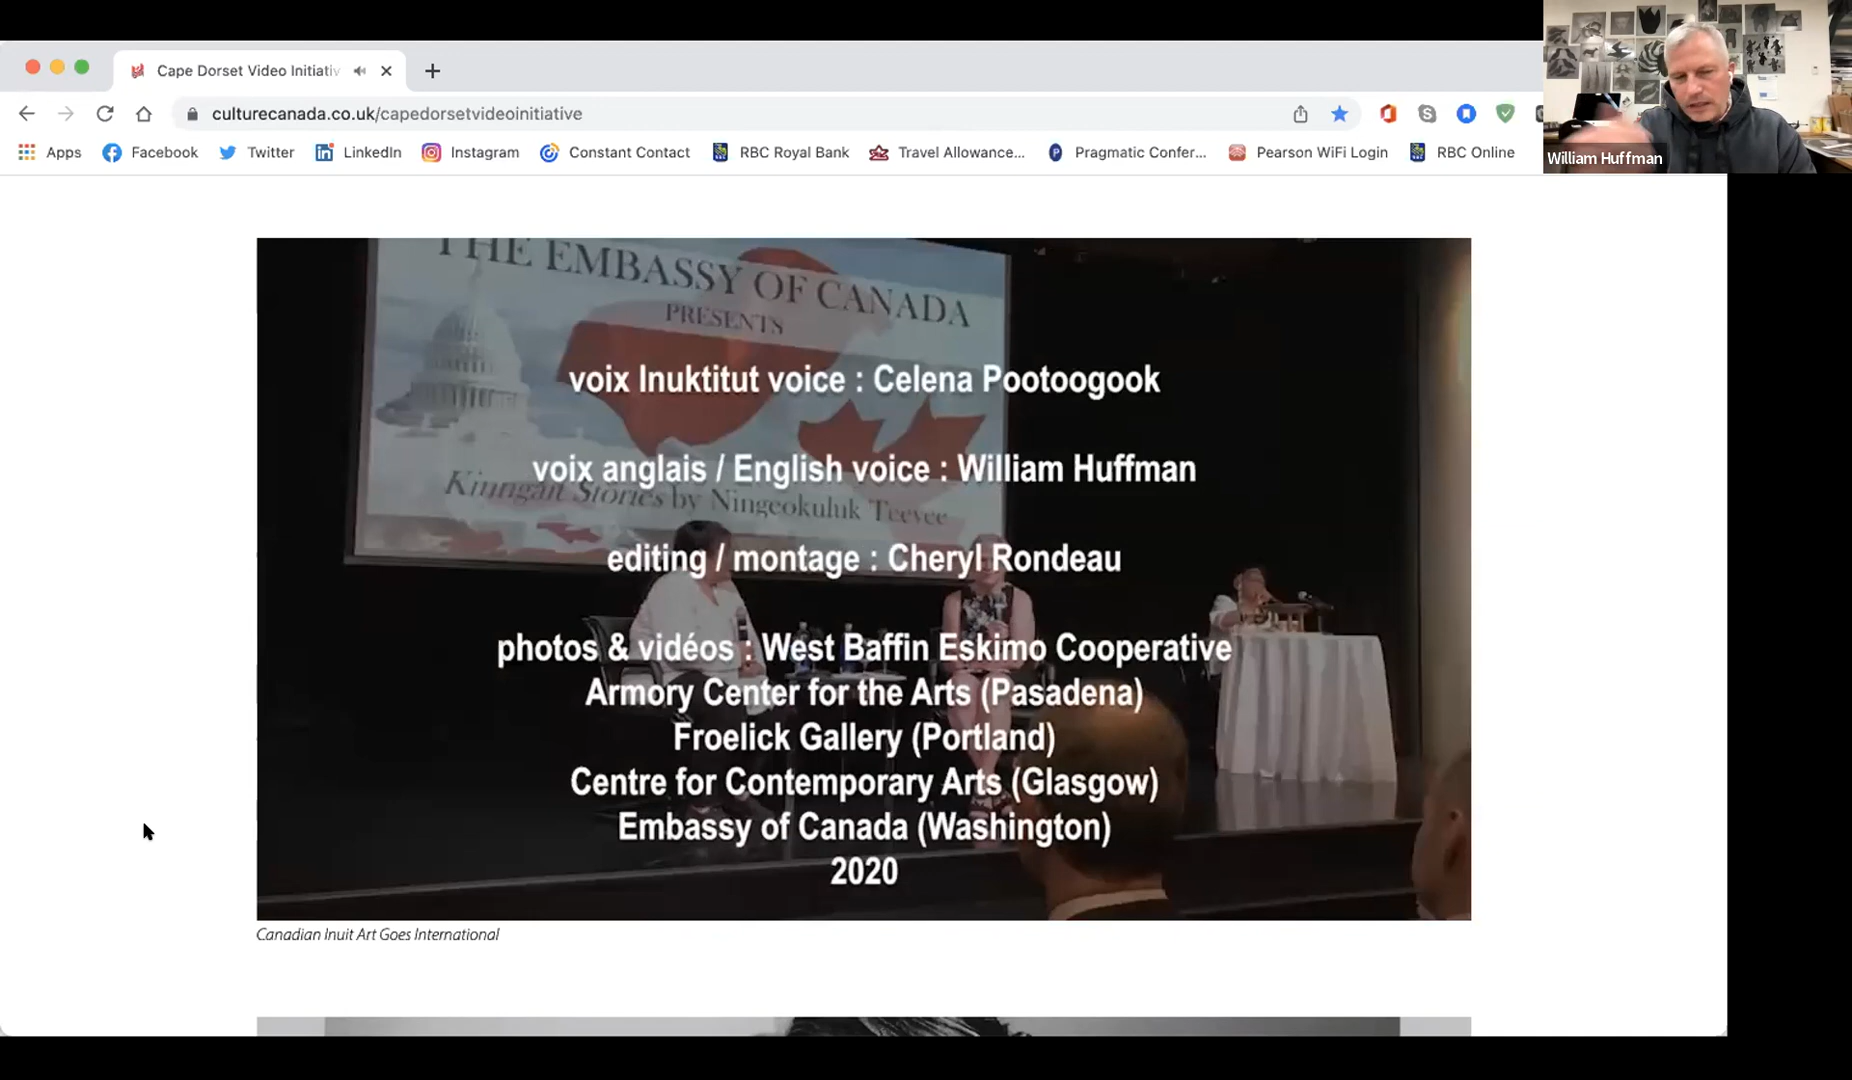 Cape Dorset Video Initiativ
culturecanada.co.uk/capedorsetvideoinitiative
Apps
Facebook
Twitter
LinkedIn
Instagram
Constant Contact
RBC Royal Bank
Travel Allowance...
Pragmatic Confer...
Pearson WiFi Login
RBC Online
William Huffman
THE EMBASSY OF CANADA
PRESENTS
Kinngait Stories by Ningeokuluk Teevee
voix Inuktitut voice : Celena Pootoogook
voix anglais / English voice : William Huffman
editing / montage : Cheryl Rondeau
photos & vidéos : West Baffin Eskimo Cooperative
Armory Center for the Arts (Pasadena)
Froelick Gallery (Portland)
Centre for Contemporary Arts (Glasgow)
Embassy of Canada (Washington)
2020
Canadian Inuit Art Goes International